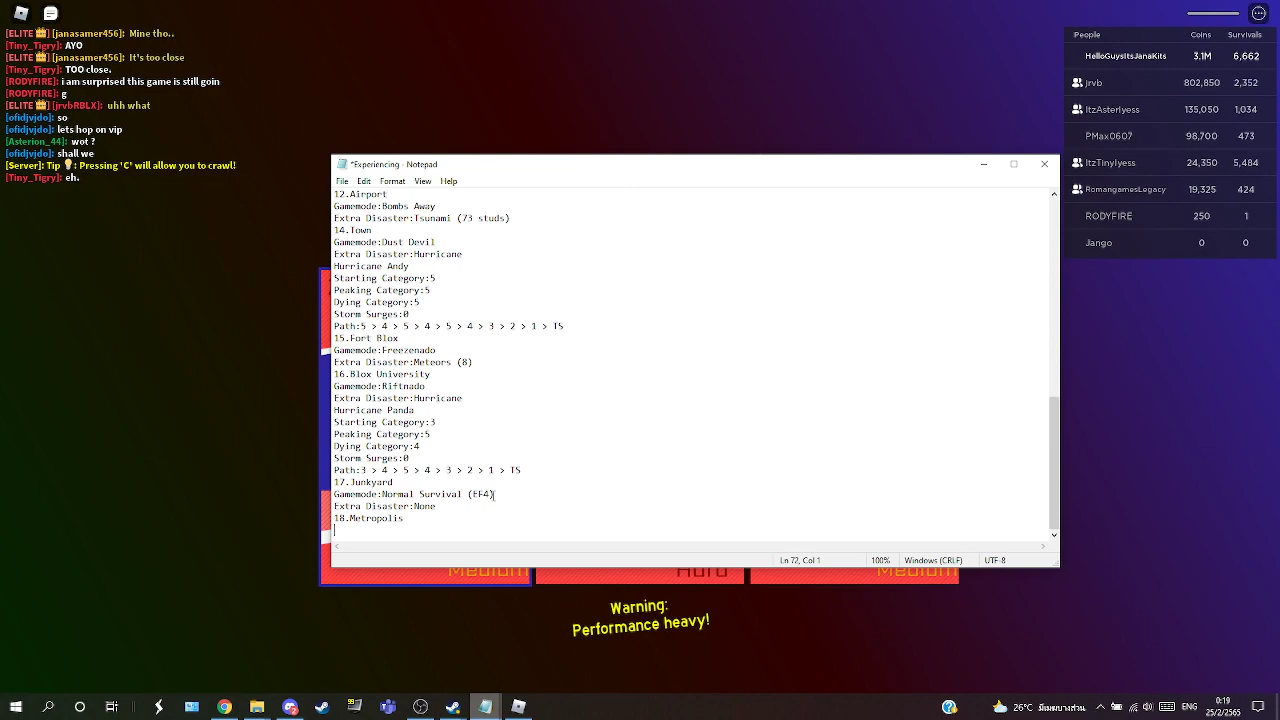 [ELITE 👑] [janasamer456]: Mine tho..
[Tiny_Tigry]: AYO
[ELITE 👑] [janasamer456]: It's too close
[Tiny_Tigry]: TOO close.
[RODYFIRE]: i am surprised this game is still goin
[RODYFIRE]: g
[ELITE 👑] [jrvbRBLX]: uhh what
[ofidjvjdo]: so
[ofidjvjdo]: lets hop on vip
[Asterion_44]: wot ?
[ofidjvjdo]: shall we
[Server]: Tip 💡: Pressing 'C' will allow you to crawl!
[Tiny_Tigry]: eh.
People Coins Survivals
HelloGuysItsJanaKits 3.1M 6,662
jrvb 802,850 2,352
ItzAsterIyess 135,050 1,034
Philax0607 98,700 473
ItzTinyIyess 24,350 5,484
Romangaming_Legacy 19,325 424
RODYFIRE 250 1
Jango 0 0
*Experiencing - Notepad
File Edit Format View Help
12.Airport
Gamemode:Bombs Away
Extra Disaster:Tsunami (73 studs)
14.Town
Gamemode:Dust Devil
Extra Disaster:Hurricane
Hurricane Andy
Starting Category:5
Peaking Category:5
Dying Category:5
Storm Surges:0
Path:5 > 4 > 5 > 4 > 5 > 4 > 3 > 2 > 1 > TS
15.Fort Blox
Gamemode:Freezenado
Extra Disaster:Meteors (8)
16.Blox University
Gamemode:Riftnado
Extra Disaster:Hurricane
Hurricane Panda
Starting Category:3
Peaking Category:5
Dying Category:4
Storm Surges:0
Path:3 > 4 > 5 > 4 > 3 > 2 > 1 > TS
17.Junkyard
Gamemode:Normal Survival (EF4)
Extra Disaster:None
18.Metropolis
Ln 72, Col 1 100% Windows (CRLF) UTF-8
Medium Hard Medium
Warning:
Performance heavy!
26°C
0:19
25/2/2565